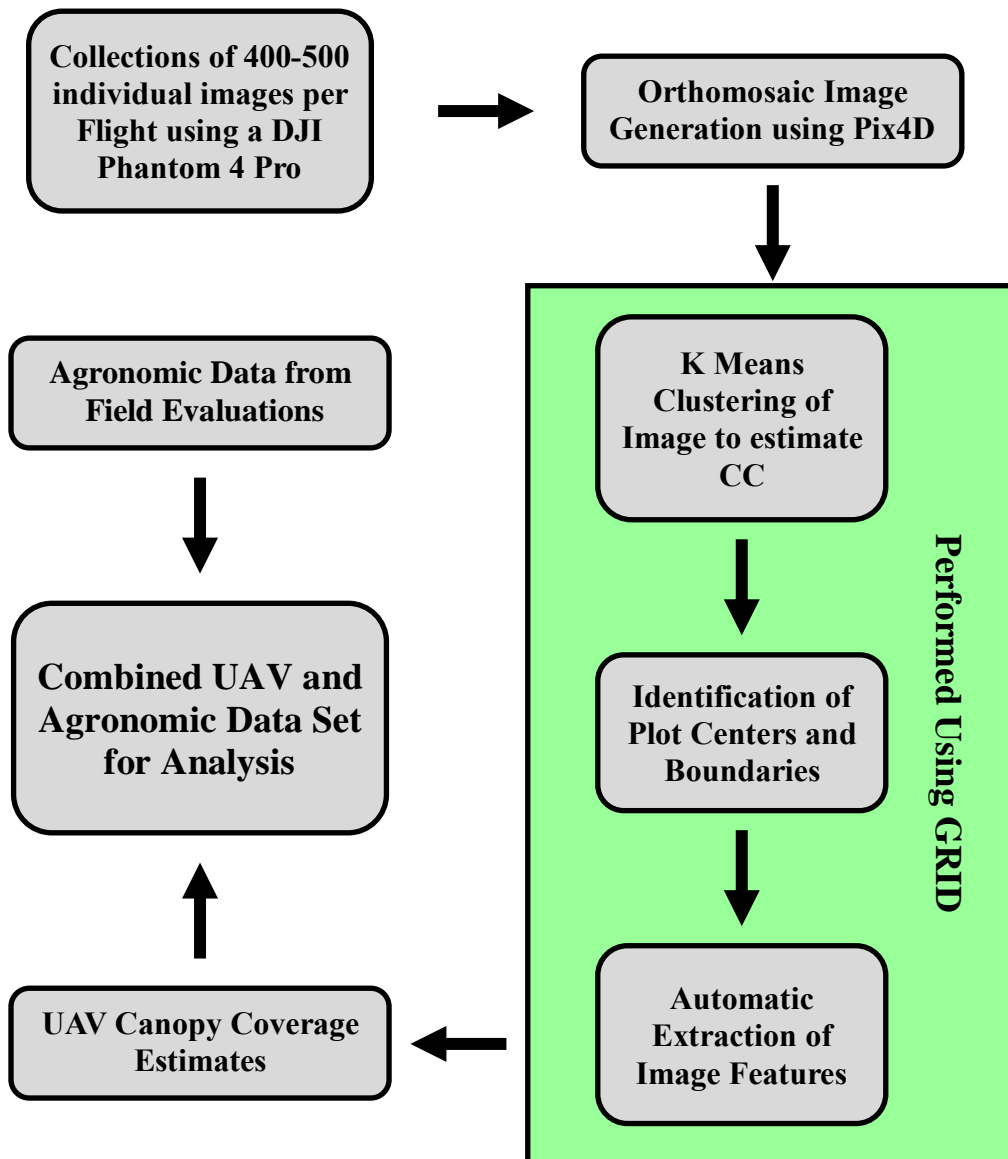 Collections of 400-500
individual images per
Flight using a DJI
Phantom 4 Pro
Orthomosaic Image
Generation using Pix4D
K Means
Clustering of
Image to estimate
CC
Identification of
Plot Centers and
Boundaries
Automatic
Extraction of
Image Features
Performed Using GRID
UAV Canopy Coverage
Estimates
Agronomic Data from
Field Evaluations
Combined UAV and
Agronomic Data Set
for Analysis